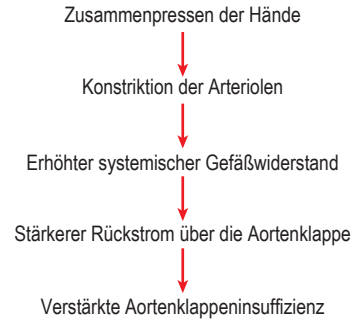 Zusammenpressen der Hände
Konstriktion der Arteriolen
Erhöhter systemischer Gefäßwiderstand
Stärkerer Rückstrom über die Aortenklappe
Verstärkte Aortenklappeninsuffizienz